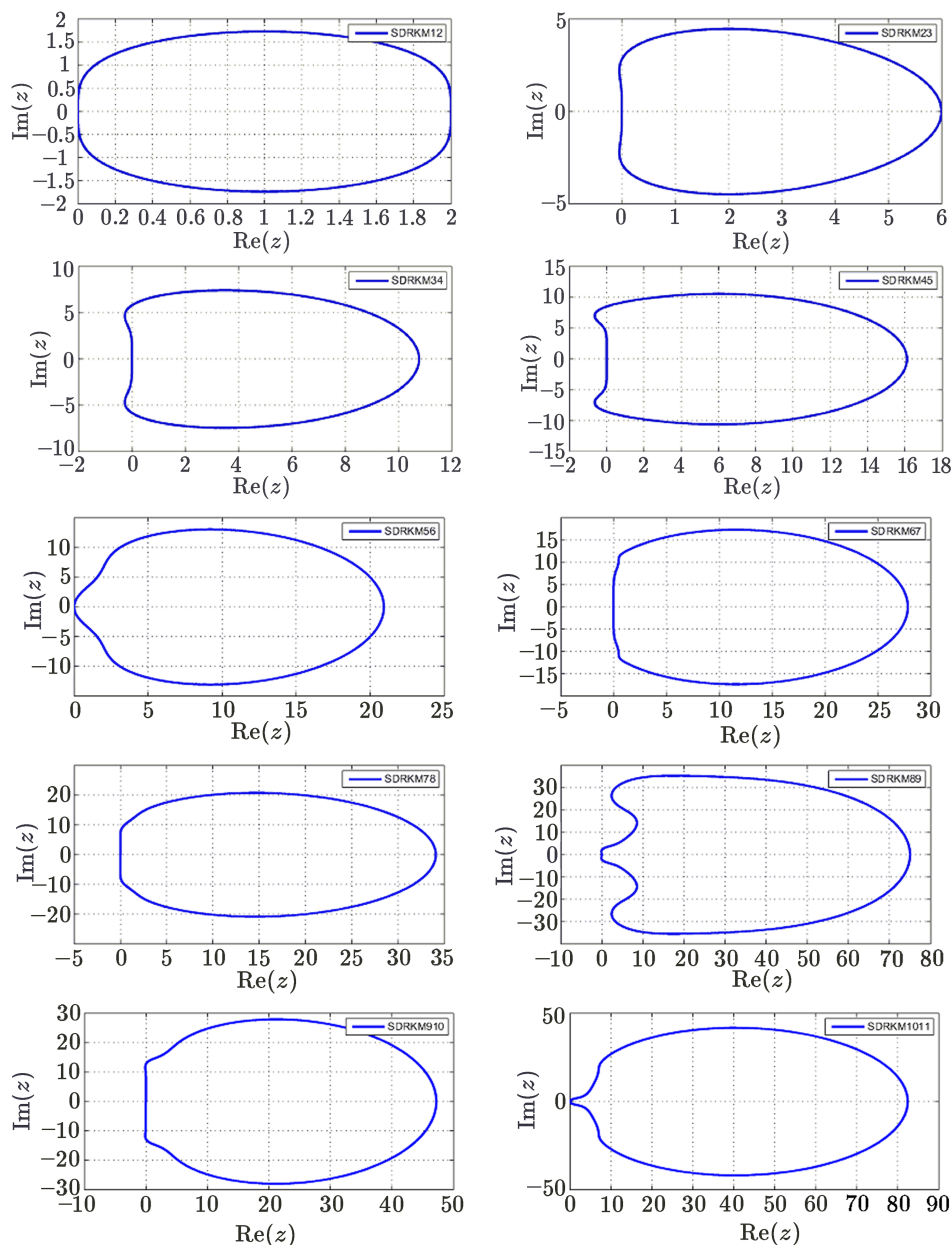 2
1.5
1
0.5
0
−0.5
−1
−1.5
−2
Im(z)
SDRKM12
0 0.2 0.4 0.6 0.8 1 1.2 1.4 1.6 1.8 2
Re(z)
5
0
−5
Im(z)
SDRKM23
0 1 2 3 4 5 6
Re(z)
10
5
0
−5
−10
Im(z)
SDRKM34
−2 0 2 4 6 8 10 12
Re(z)
15
10
5
0
−5
−10
−15
Im(z)
SDRKM45
−2 0 2 4 6 8 10 12 14 16 18
Re(z)
10
5
0
−5
−10
Im(z)
SDRKM56
0 5 10 15 20 25
Re(z)
15
10
5
0
−5
−10
−15
Im(z)
SDRKM67
−5 0 5 10 15 20 25 30
Re(z)
20
10
0
−10
−20
Im(z)
SDRKM78
−5 0 5 10 15 20 25 30 35
Re(z)
30
20
10
0
−10
−20
−30
Im(z)
SDRKM89
−10 0 10 20 30 40 50 60 70 80
Re(z)
30
20
10
0
−10
−20
−30
Im(z)
SDRKM910
−10 0 10 20 30 40 50
Re(z)
50
0
−50
Im(z)
SDRKM1011
0 10 20 30 40 50 60 70 80 90
Re(z)